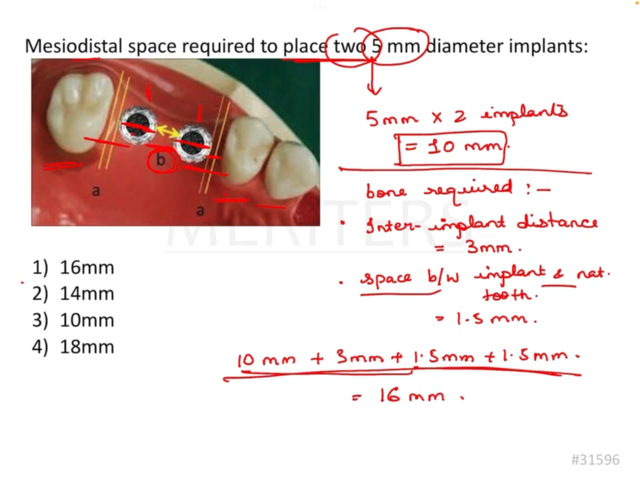 Mesiodistal space required to place two 5 mm diameter implants:
5mm x 2 implants
= 10 mm.
bone required :-
• Inter-implant distance
= 3mm.
• space b/w implant & nat.
tooth.
= 1.5 mm.
a
b
a
MERITERS
1) 16mm
2) 14mm
3) 10mm
4) 18mm
10 mm + 3mm + 1.5mm + 1.5mm.
= 16 mm.
#31596